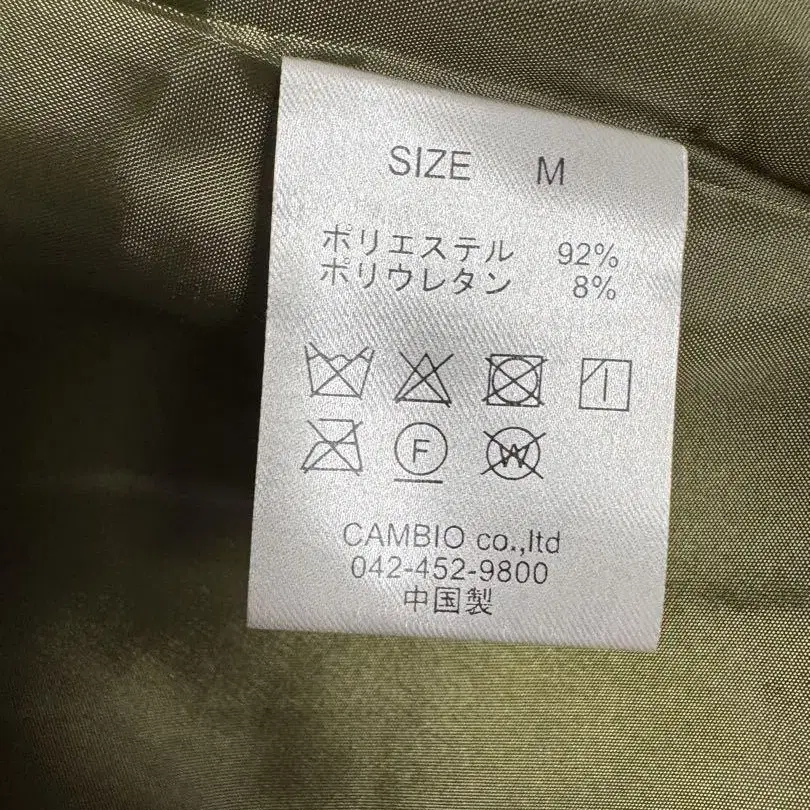 SIZE M
ポリエステル 92%
ポリウレタン 8%
F W
CAMBIO co.,ltd
042-452-9800
中国製